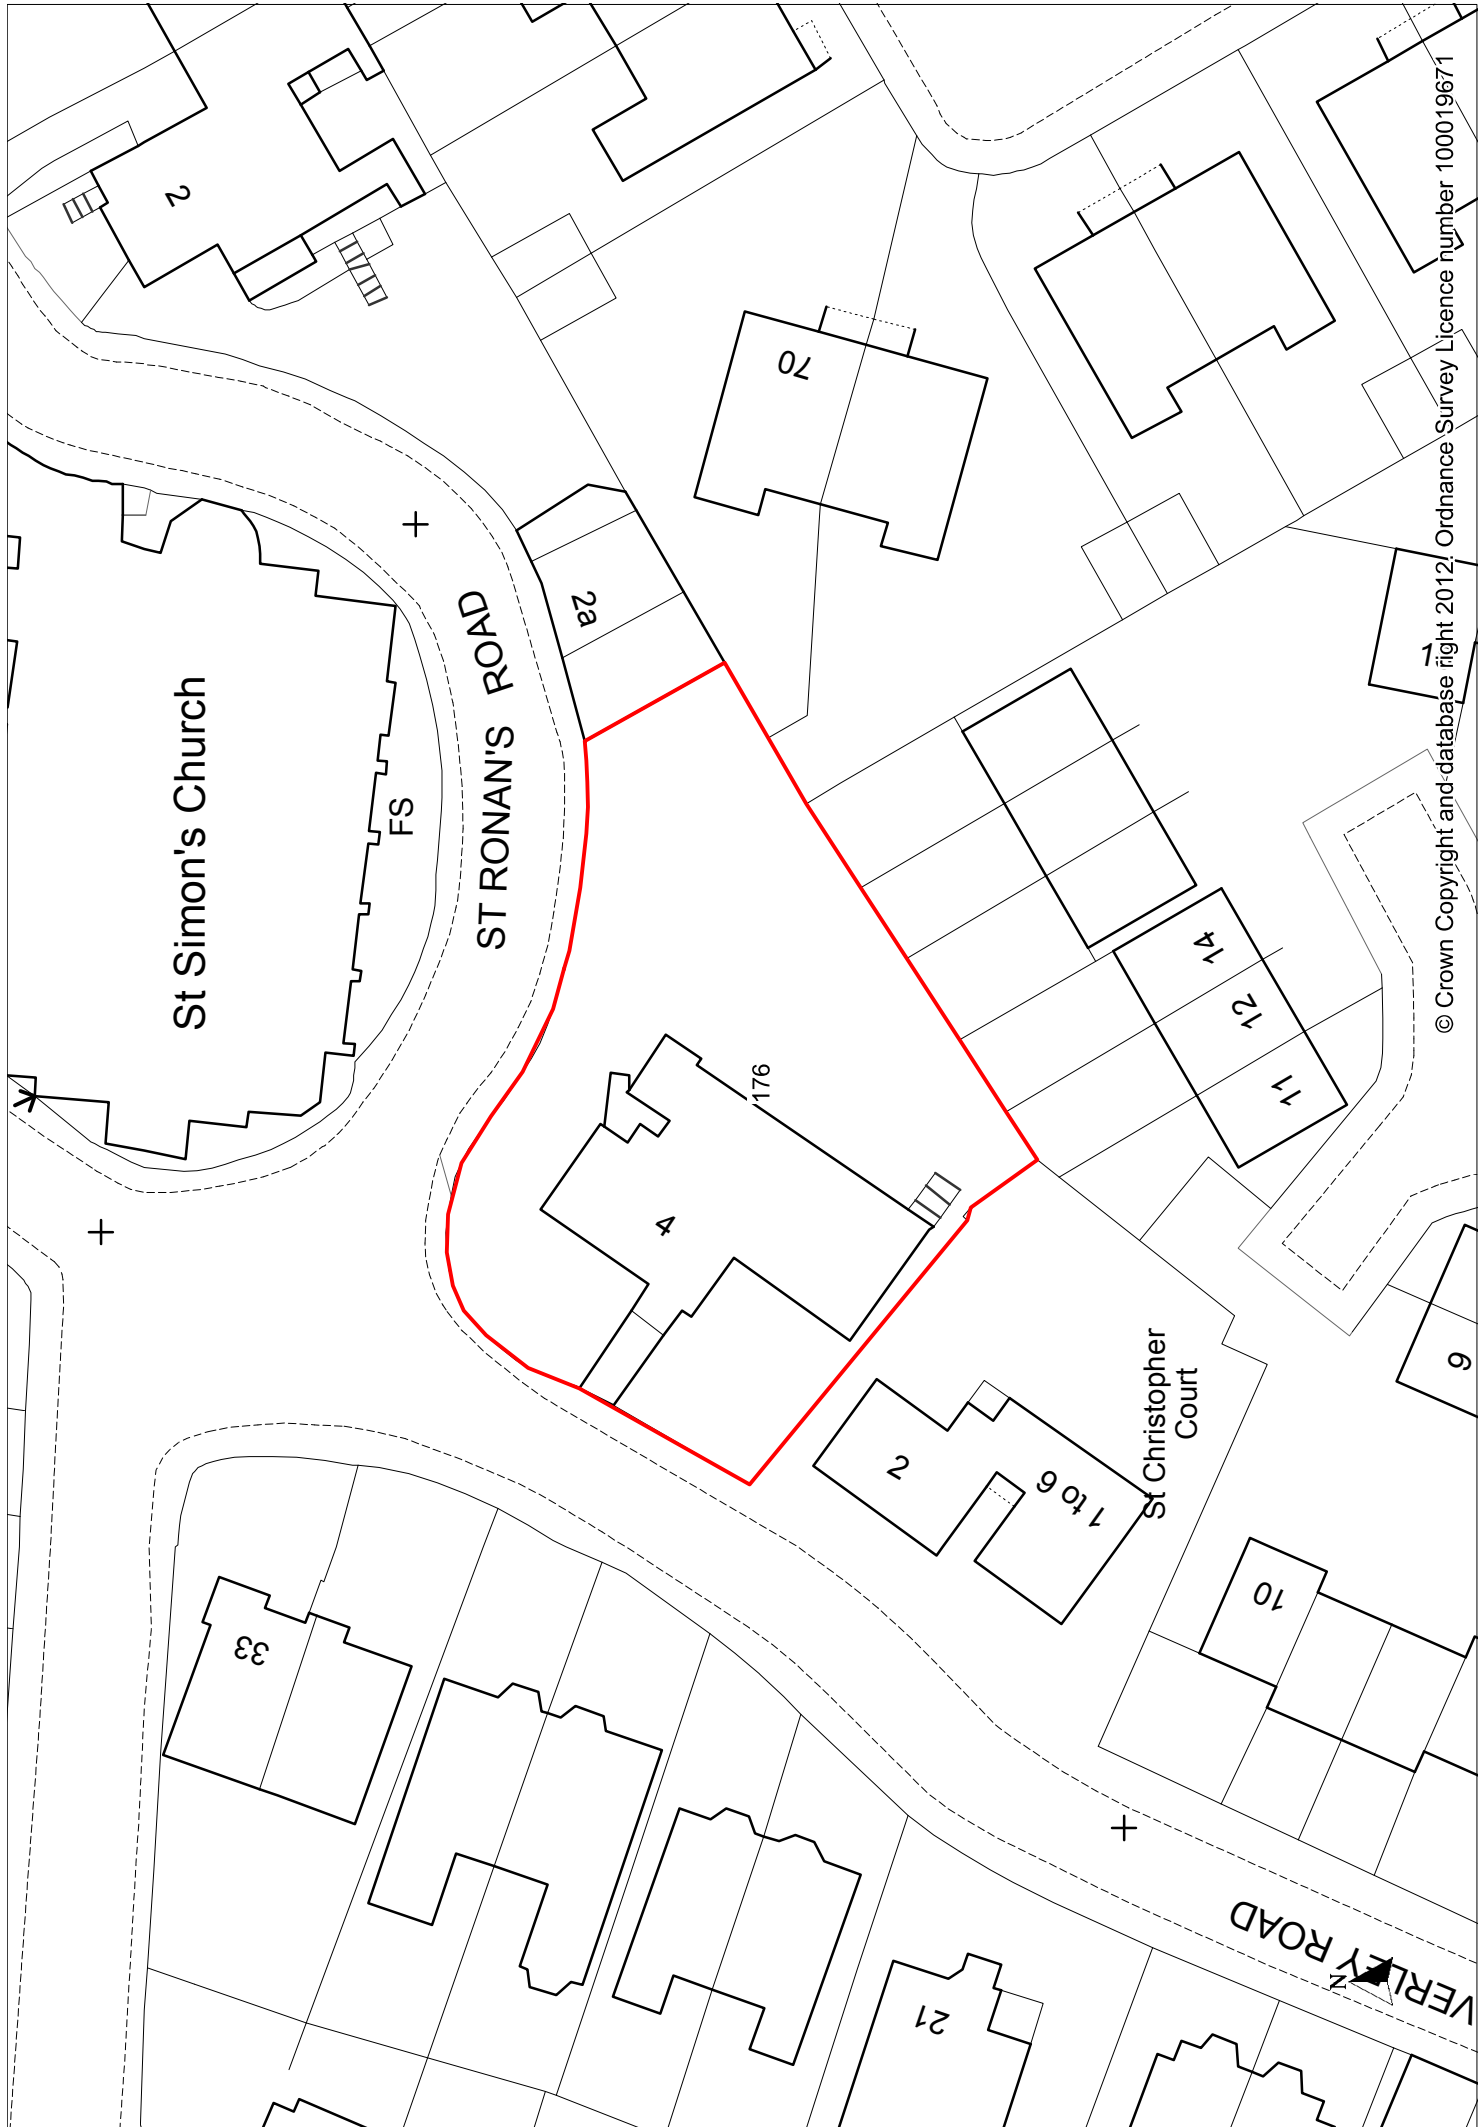 2
70
2a
ST RONAN'S ROAD
St Simon's Church
FS
© Crown Copyright and database right 2012. Ordnance Survey Licence number 100019671
1
14
12
11
176
4
2
1 to 6
St Christopher
Court
9
10
33
21
VERLEY ROAD
N